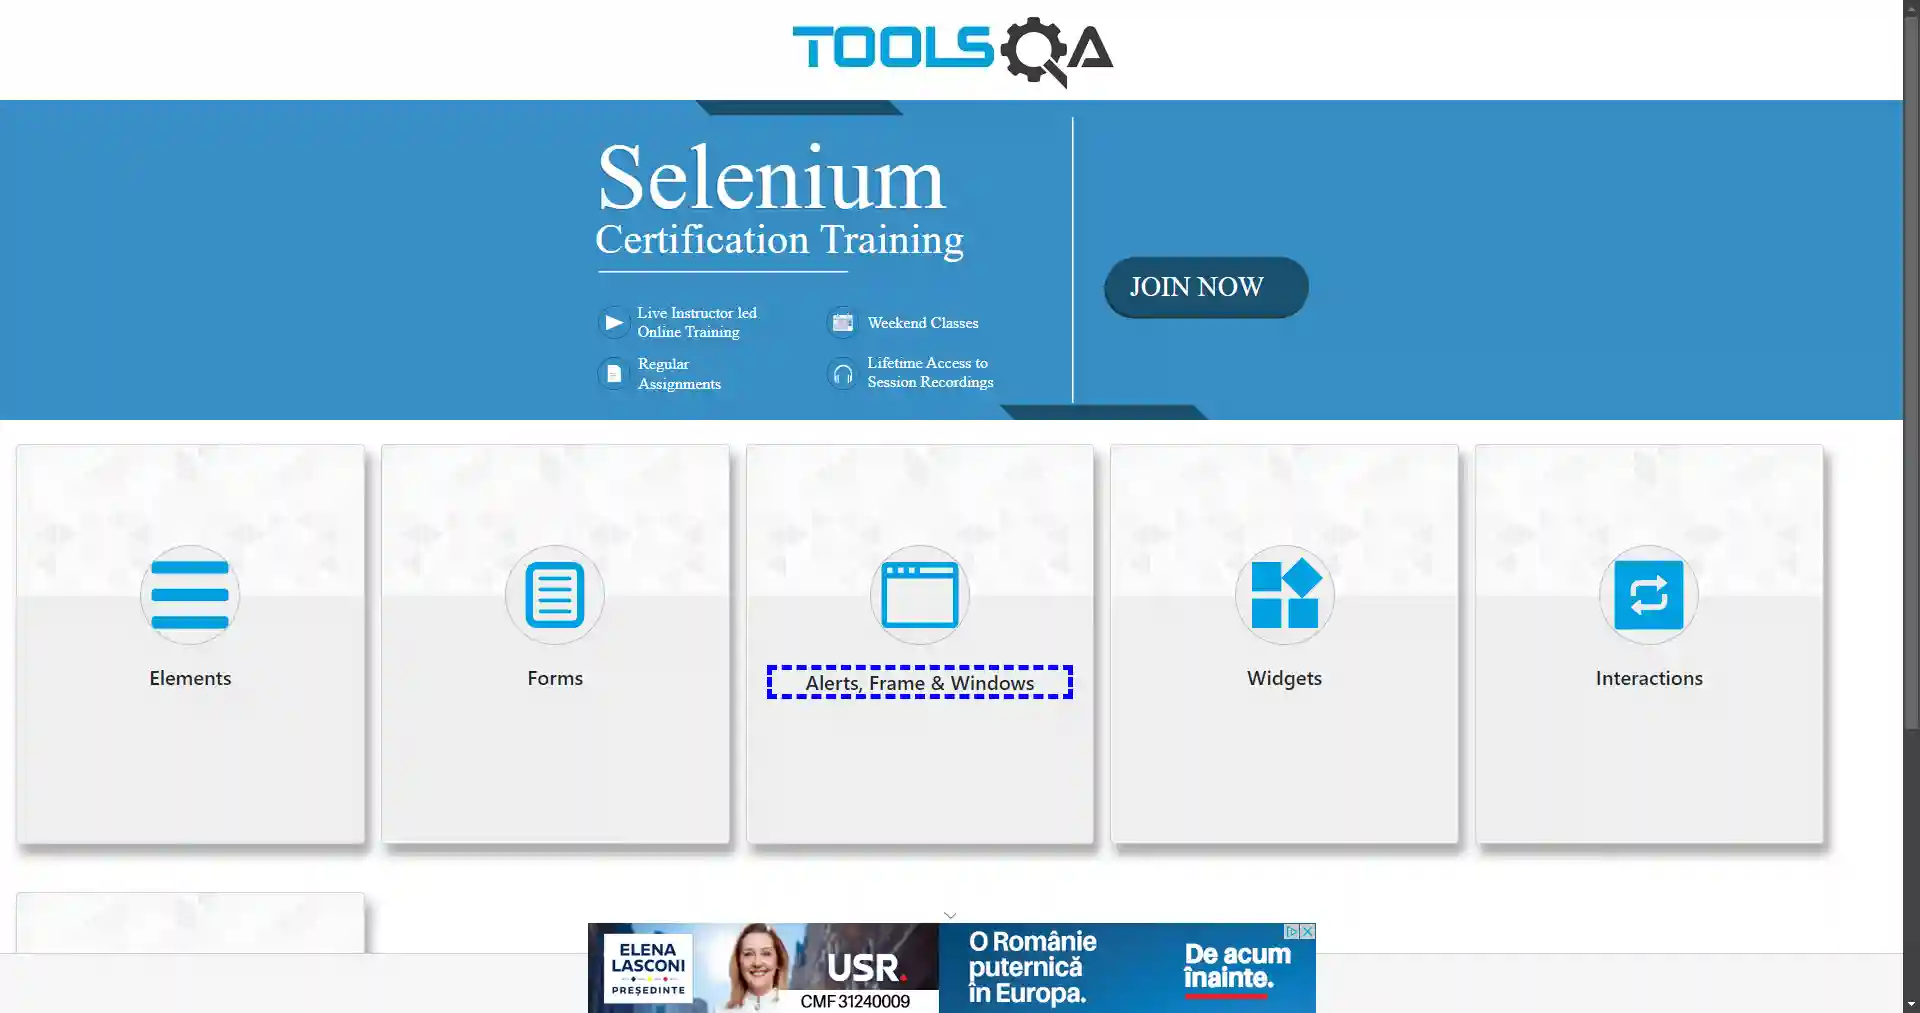 TOOLSQA
Selenium
Certification Training
Live Instructor led
Online Training
Weekend Classes
Regular
Assignments
Lifetime Access to
Session Recordings
JOIN NOW
Elements
Forms
Alerts, Frame & Windows
Widgets
Interactions
ELENA
LASCONI
PREȘEDINTE
USR.
CMF 31240009
O Românie
puternică
în Europa.
De acum
înainte.